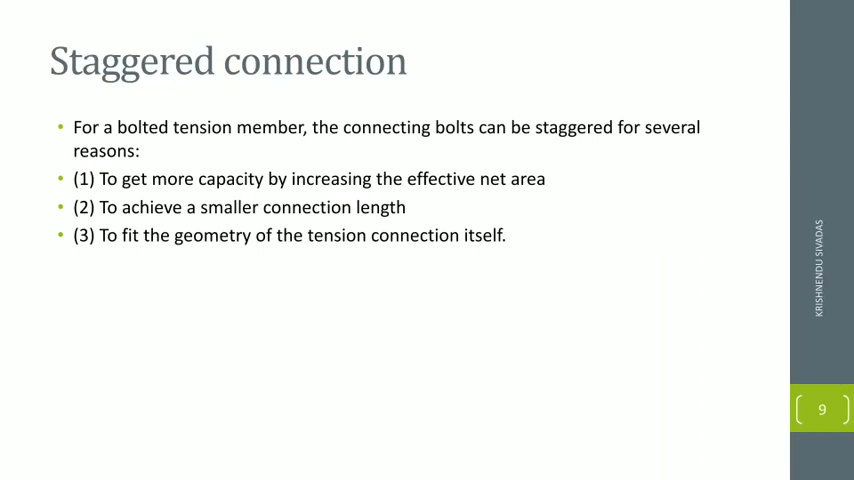 Staggered connection
• For a bolted tension member, the connecting bolts can be staggered for several
reasons:
• (1) To get more capacity by increasing the effective net area
• (2) To achieve a smaller connection length
• (3) To fit the geometry of the tension connection itself.
KRISHNENDU SIVADAS
9